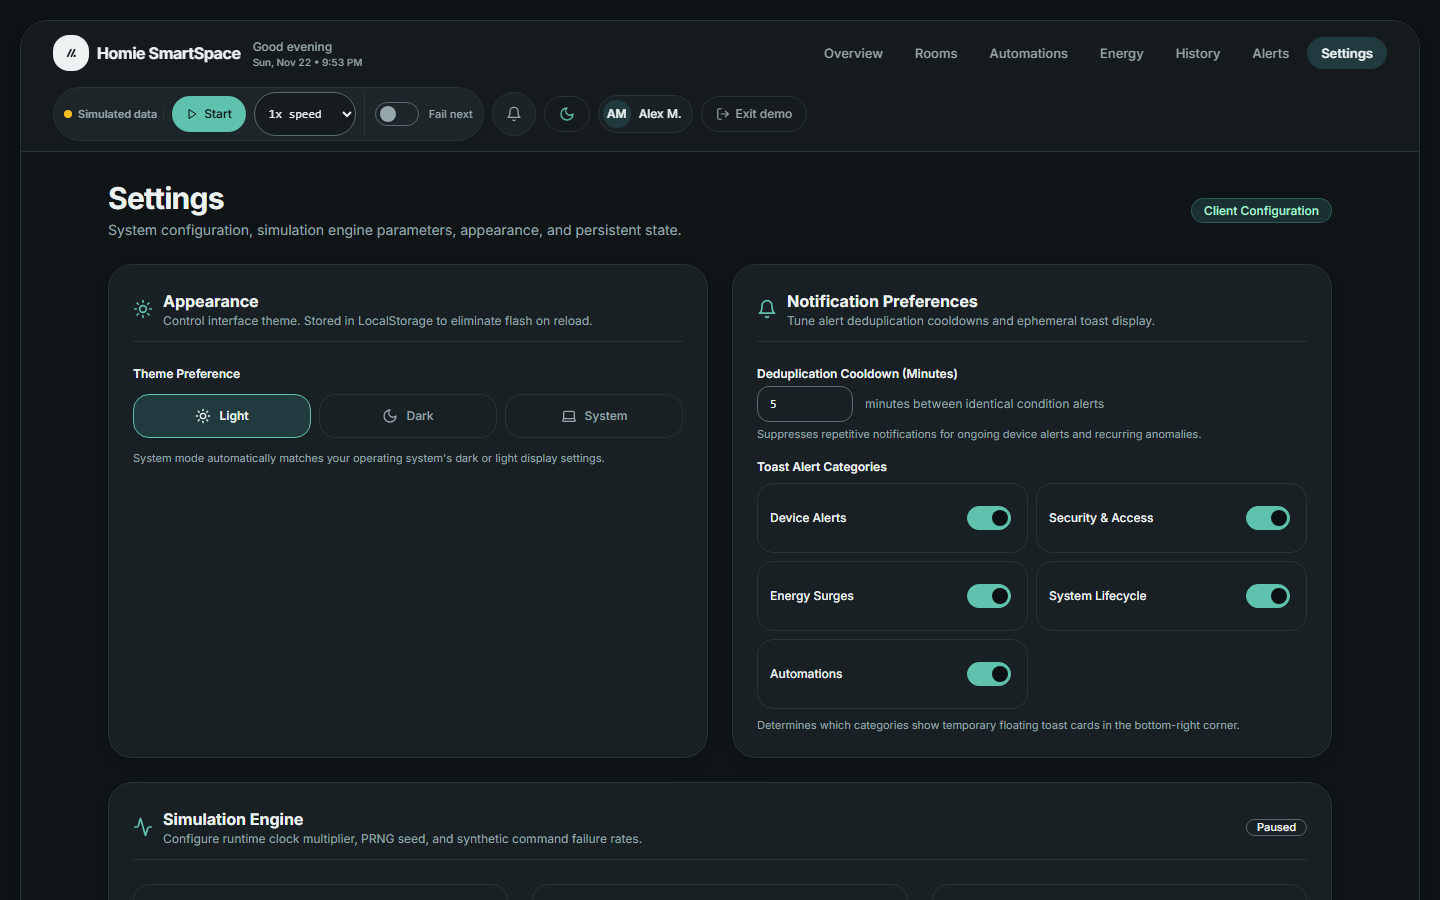 Homie SmartSpace
Good evening
Sun, Nov 22 • 9:53 PM
Overview
Rooms
Automations
Energy
History
Alerts
Settings
Simulated data
Start
1x speed
Fail next
AM
Alex M.
Exit demo
Settings
System configuration, simulation engine parameters, appearance, and persistent state.
Client Configuration
Appearance
Control interface theme. Stored in LocalStorage to eliminate flash on reload.
Theme Preference
Light
Dark
System
System mode automatically matches your operating system's dark or light display settings.
Notification Preferences
Tune alert deduplication cooldowns and ephemeral toast display.
Deduplication Cooldown (Minutes)
5
minutes between identical condition alerts
Suppresses repetitive notifications for ongoing device alerts and recurring anomalies.
Toast Alert Categories
Device Alerts
Security & Access
Energy Surges
System Lifecycle
Automations
Determines which categories show temporary floating toast cards in the bottom-right corner.
Simulation Engine
Configure runtime clock multiplier, PRNG seed, and synthetic command failure rates.
Paused